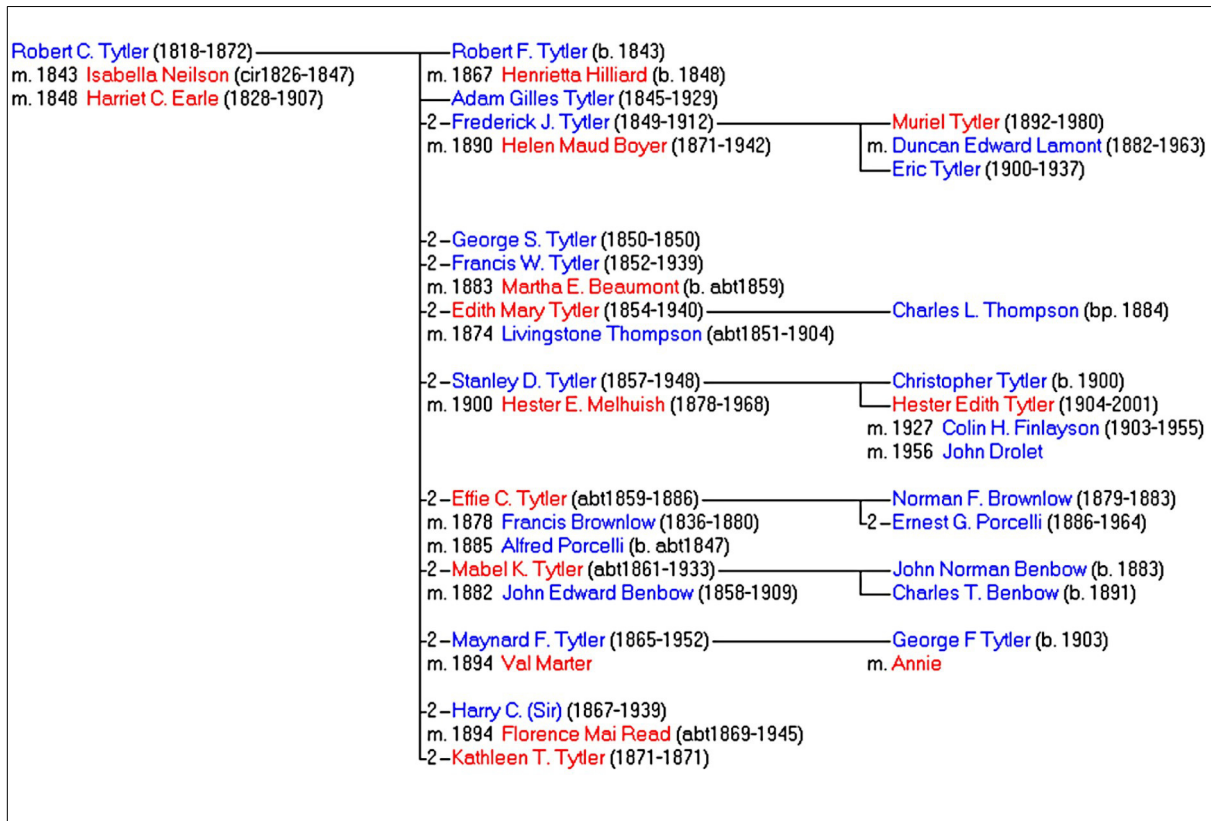 Robert C. Tytler (1818-1872)
m. 1843 Isabella Neilson (cir1826-1847)
m. 1848 Harriet C. Earle (1828-1907)
Robert F. Tytler (b. 1843)
m. 1867 Henrietta Hilliard (b. 1848)
Adam Gilles Tytler (1845-1929)
2 Frederick J. Tytler (1849-1912)
m. 1890 Helen Maud Boyer (1871-1942)
Muriel Tytler (1892-1980)
m. Duncan Edward Lamont (1882-1963)
Eric Tytler (1900-1937)
2 George S. Tytler (1850-1850)
2 Francis W. Tytler (1852-1939)
m. 1883 Martha E. Beaumont (b. abt1859)
2 Edith Mary Tytler (1854-1940)
m. 1874 Livingstone Thompson (abt1851-1904)
Charles L. Thompson (bp. 1884)
2 Stanley D. Tytler (1857-1948)
m. 1900 Hester E. Melhuish (1878-1968)
Christopher Tytler (b. 1900)
Hester Edith Tytler (1904-2001)
m. 1927 Colin H. Finlayson (1903-1955)
m. 1956 John Drolet
2 Effie C. Tytler (abt1859-1886)
m. 1878 Francis Brownlow (1836-1880)
m. 1885 Alfred Porcelli (b. abt1847)
Norman F. Brownlow (1879-1883)
2 Ernest G. Porcelli (1886-1964)
2 Mabel K. Tytler (abt1861-1933)
m. 1882 John Edward Benbow (1858-1909)
John Norman Benbow (b. 1883)
Charles T. Benbow (b. 1891)
2 Maynard F. Tytler (1865-1952)
m. 1894 Val Marter
George F Tytler (b. 1903)
m. Annie
2 Harry C. (Sir) (1867-1939)
m. 1894 Florence Mai Read (abt1869-1945)
2 Kathleen T. Tytler (1871-1871)